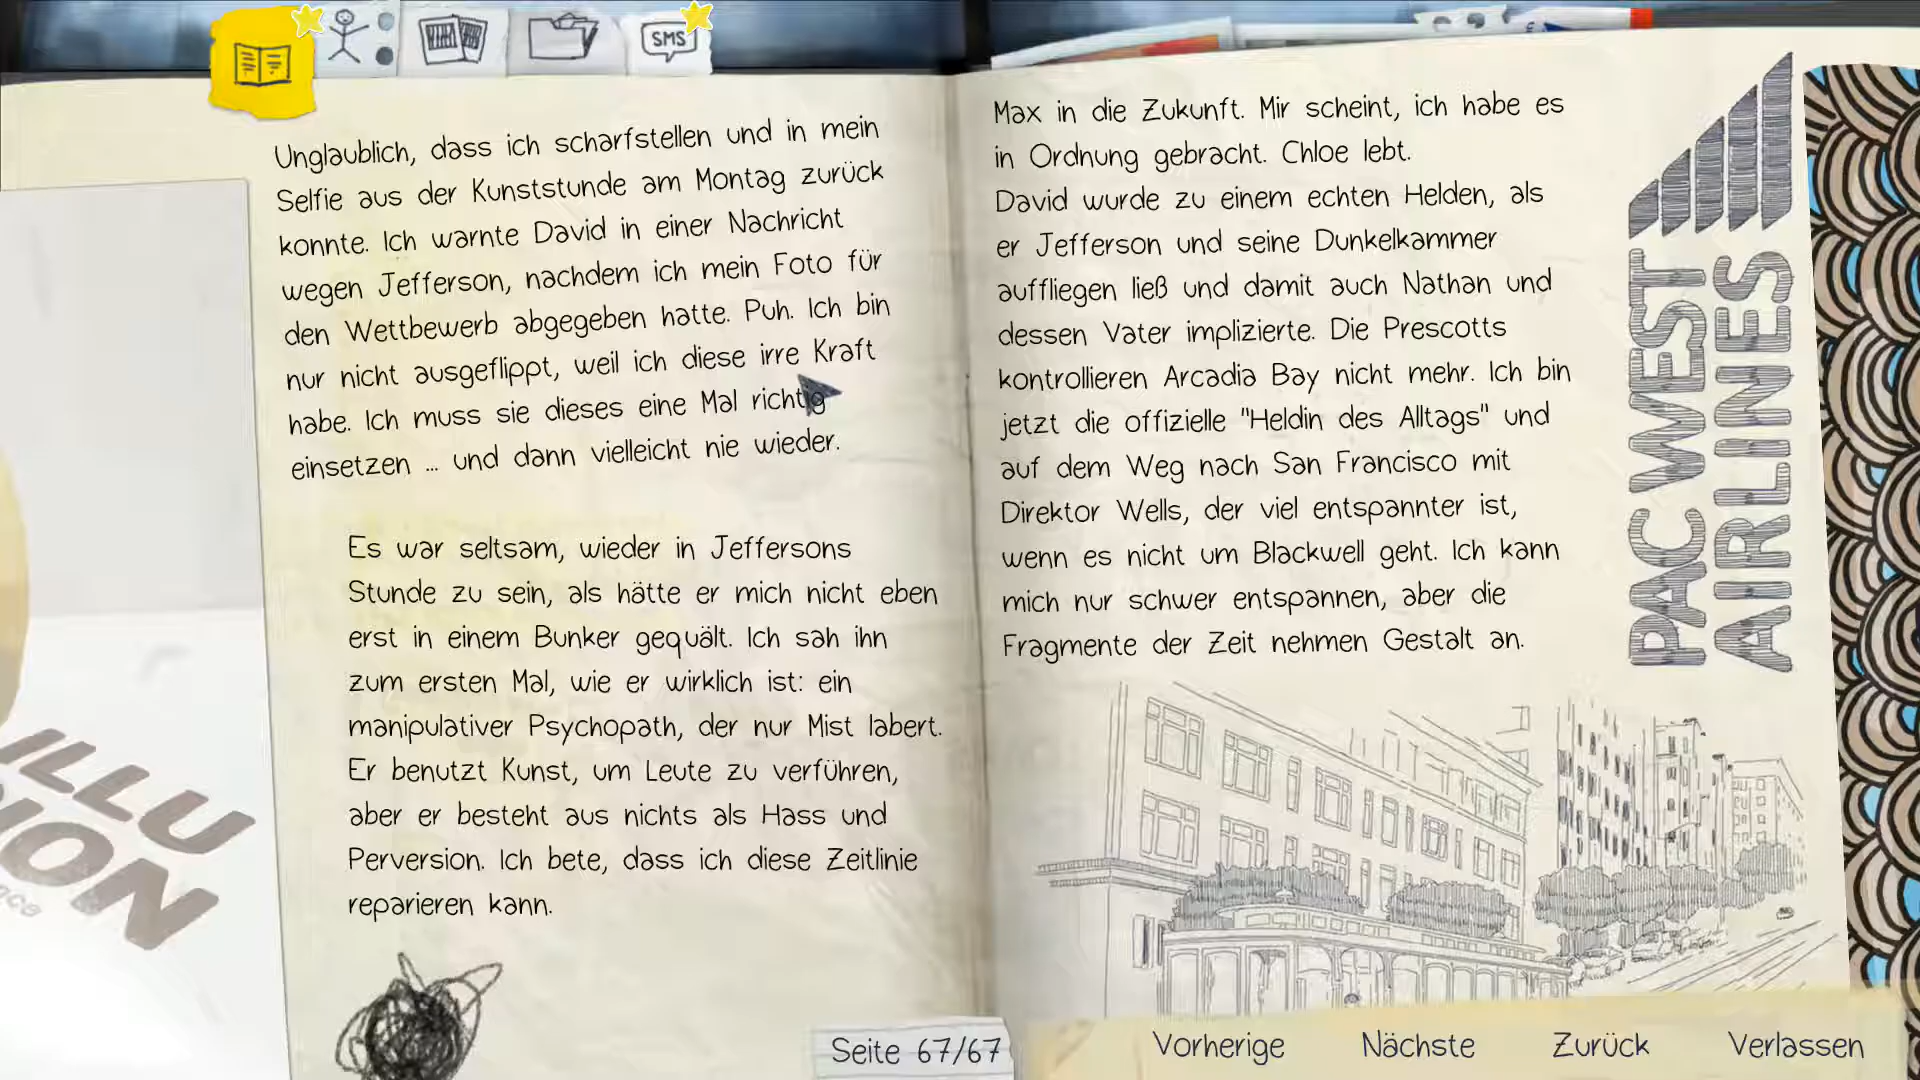 SMS
Unglaublich, dass ich scharfstellen und in mein
Selfie aus der Kunststunde am Montag zurück
konnte. Ich warnte David in einer Nachricht
wegen Jefferson, nachdem ich mein Foto für
den Wettbewerb abgegeben hatte. Puh. Ich bin
nur nicht ausgeflippt, weil ich diese irre Kraft
habe. Ich muss sie dieses eine Mal richtig
einsetzen ... und dann vielleicht nie wieder.
Es war seltsam, wieder in Jeffersons
Stunde zu sein, als hätte er mich nicht eben
erst in einem Bunker gequält. Ich sah ihn
zum ersten Mal, wie er wirklich ist: ein
manipulativer Psychopath, der nur Mist labert.
Er benutzt Kunst, um Leute zu verführen,
aber er besteht aus nichts als Hass und
Perversion. Ich bete, dass ich diese Zeitlinie
reparieren kann.
Max in die Zukunft. Mir scheint, ich habe es
in Ordnung gebracht. Chloe lebt.
David wurde zu einem echten Helden, als
er Jefferson und seine Dunkelkammer
auffliegen ließ und damit auch Nathan und
dessen Vater implizierte. Die Prescotts
kontrollieren Arcadia Bay nicht mehr. Ich bin
jetzt die offizielle "Heldin des Alltags" und
auf dem Weg nach San Francisco mit
Direktor Wells, der viel entspannter ist,
wenn es nicht um Blackwell geht. Ich kann
mich nur schwer entspannen, aber die
Fragmente der Zeit nehmen Gestalt an.
PAC WEST
AIRLINES
ILLU
ION
Seite 67/67
Vorherige Nächste Zurück Verlassen